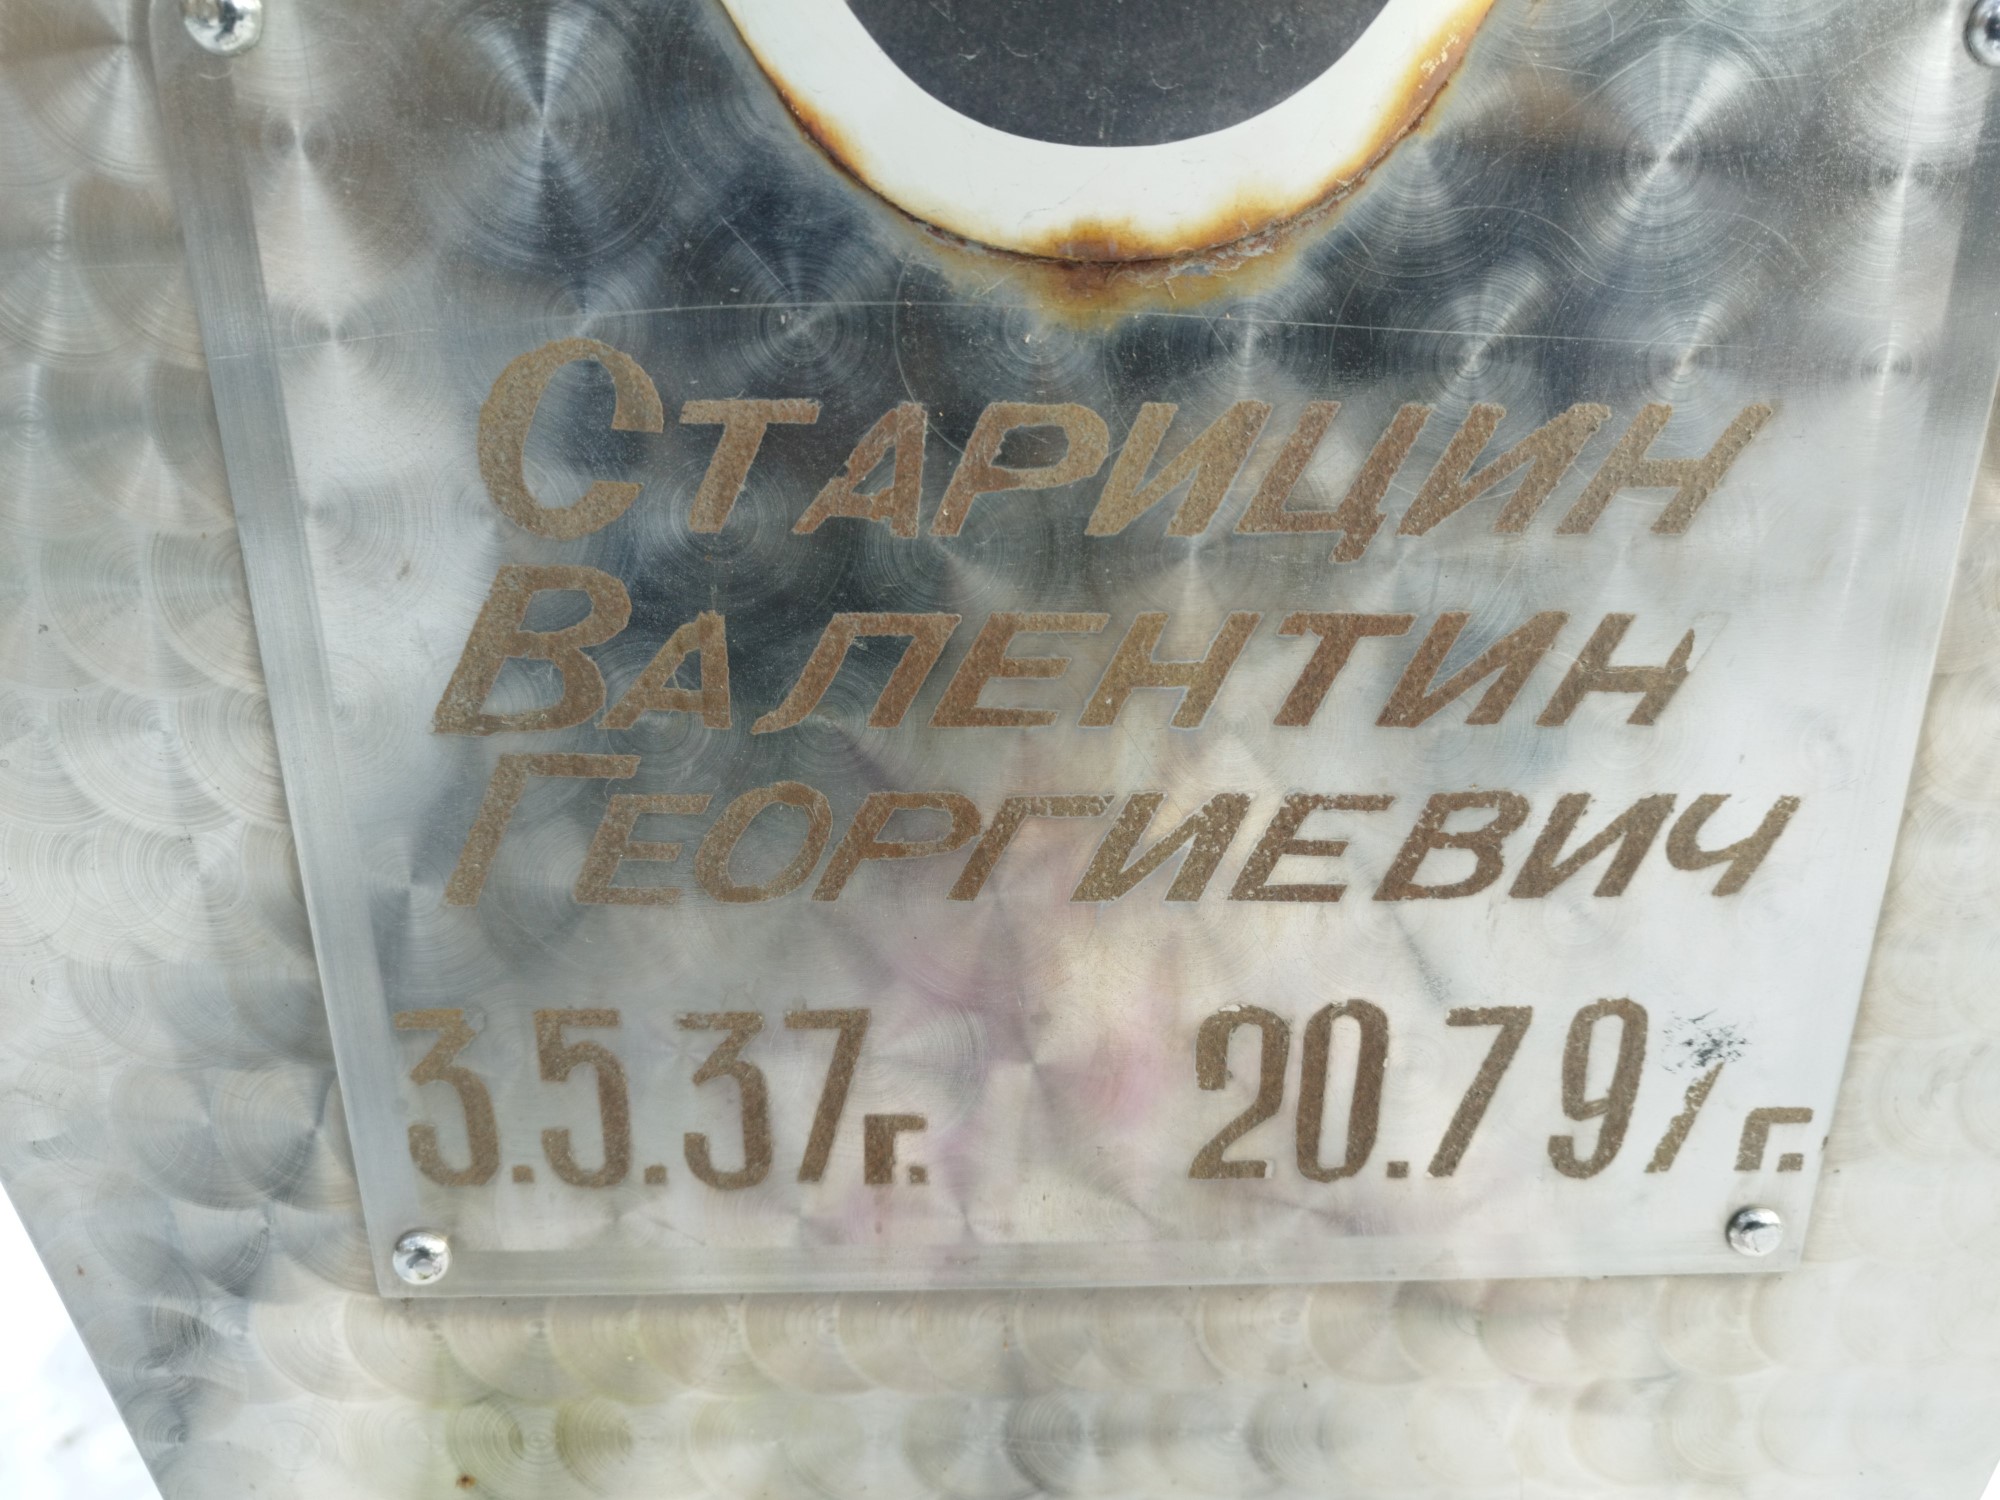 Старицин
Валентин
Георгиевич
3.5.37г. 20.7 97г.